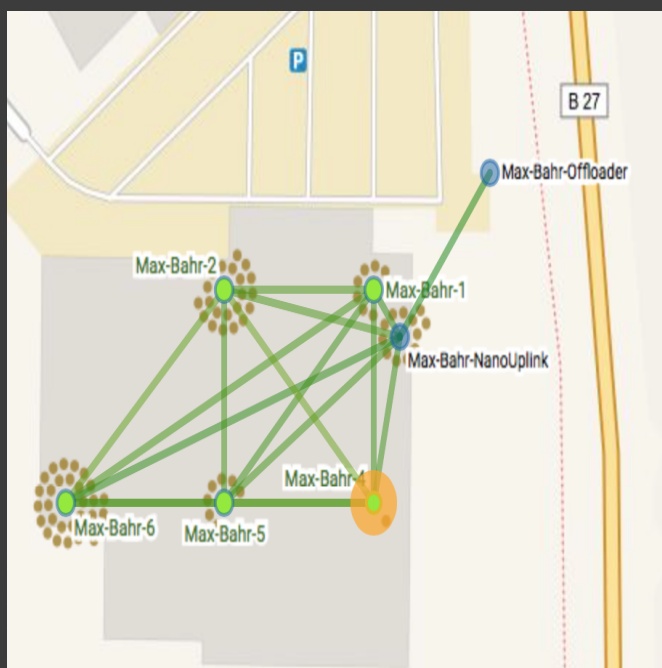 P
B 27
Max-Bahr-Offloader
Max-Bahr-2
Max-Bahr-1
Max-Bahr-NanoUplink
Max-Bahr-4
Max-Bahr-6
Max-Bahr-5